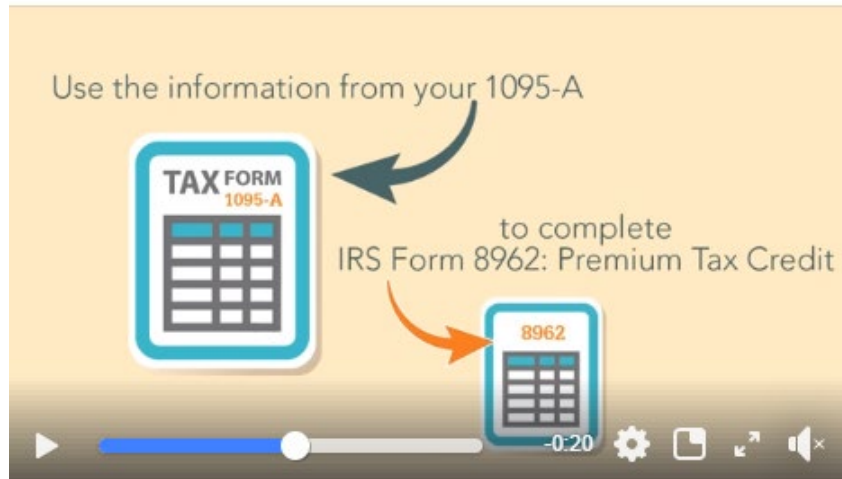 Use the information from your 1095-A
TAX FORM
1095-A
to complete
IRS Form 8962: Premium Tax Credit
8962
-0:20